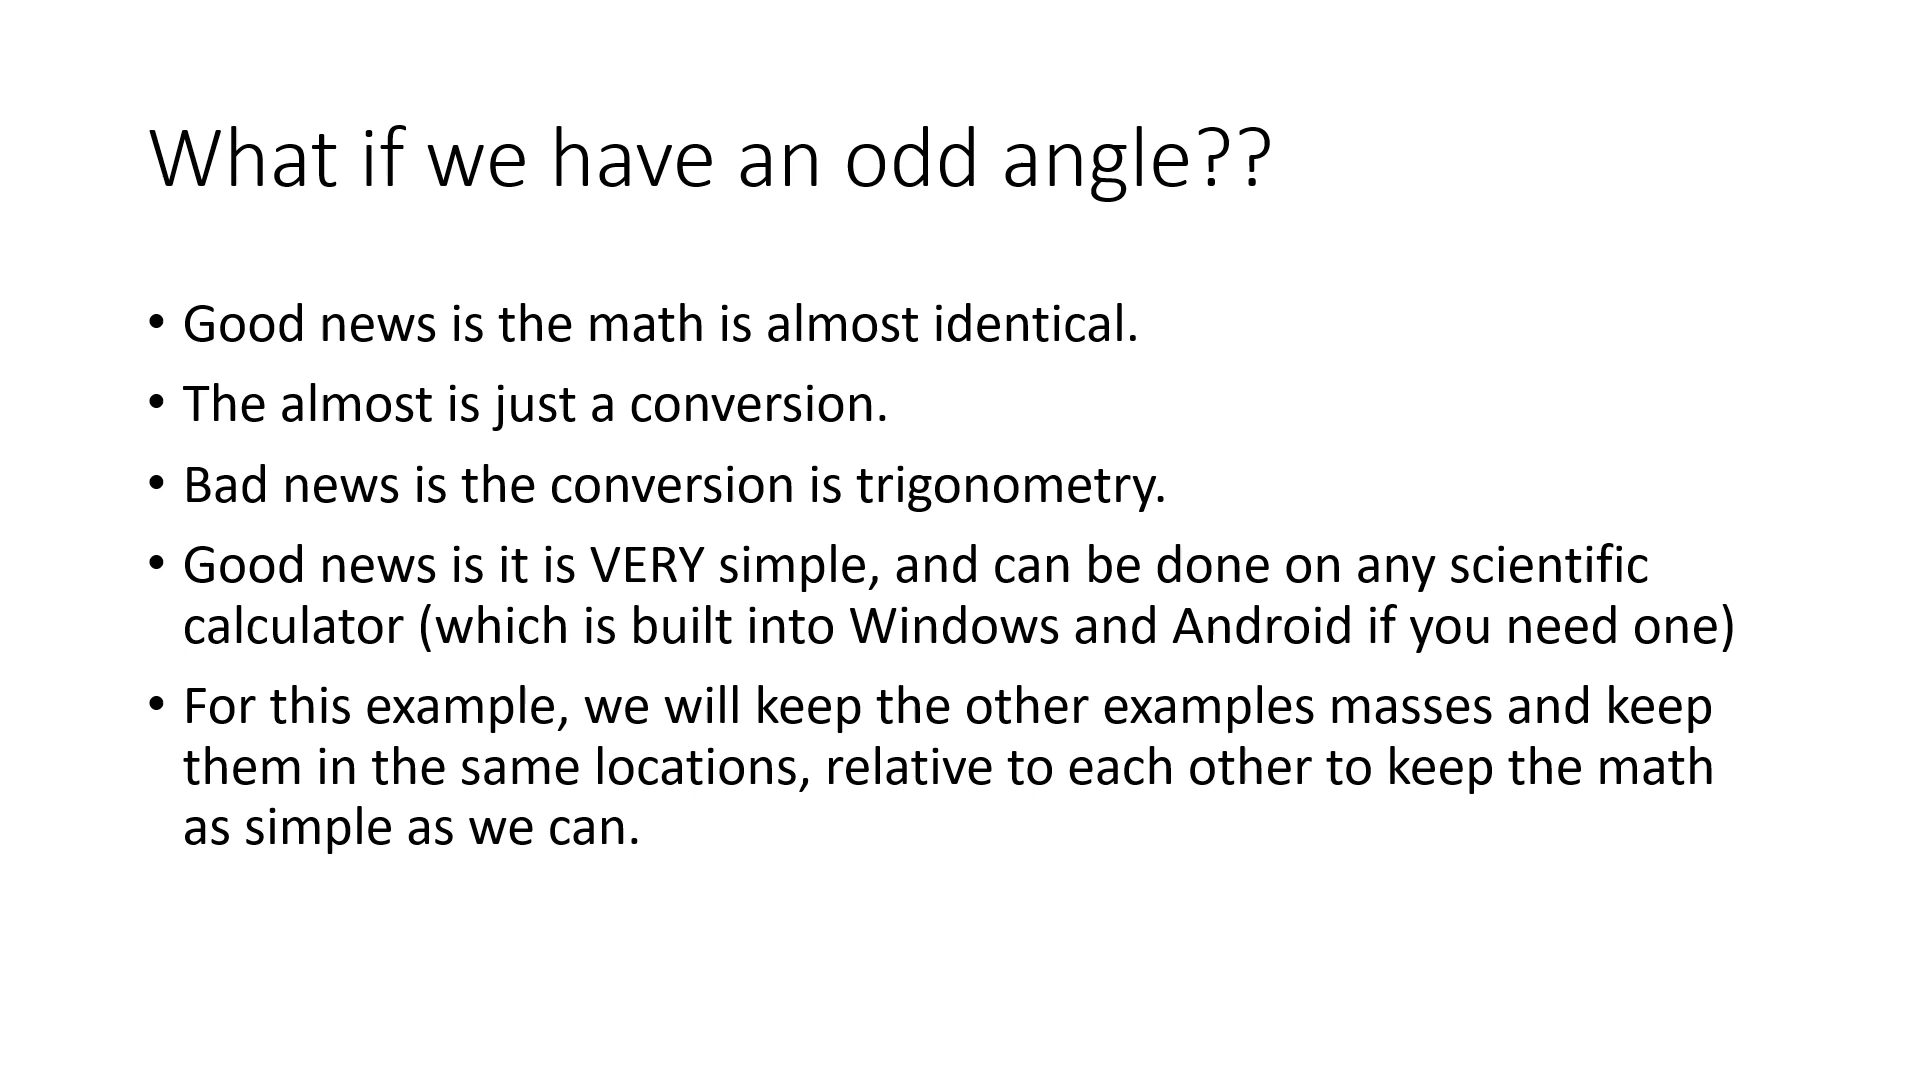 What if we have an odd angle??
• Good news is the math is almost identical.
• The almost is just a conversion.
• Bad news is the conversion is trigonometry.
• Good news is it is VERY simple, and can be done on any scientific
calculator (which is built into Windows and Android if you need one)
• For this example, we will keep the other examples masses and keep
them in the same locations, relative to each other to keep the math
as simple as we can.